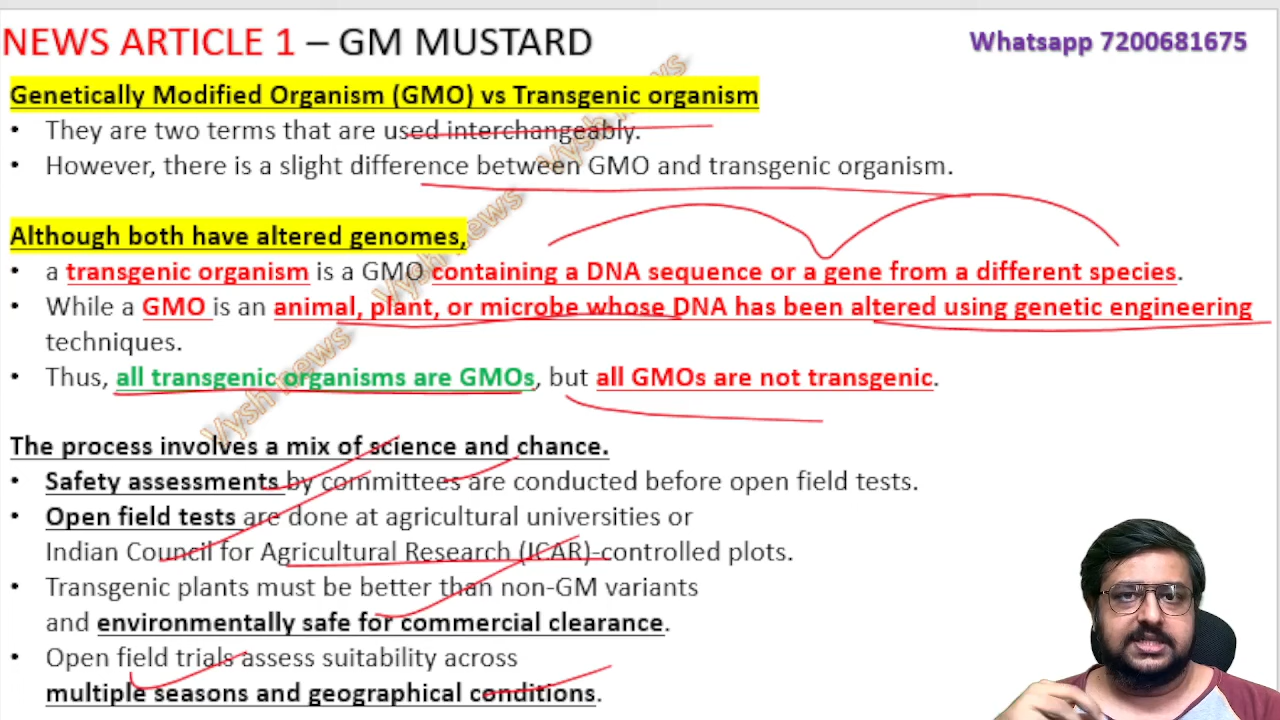 NEWS ARTICLE 1 – GM MUSTARD
Whatsapp 7200681675
Genetically Modified Organism (GMO) vs Transgenic organism
• They are two terms that are used interchangeably.
• However, there is a slight difference between GMO and transgenic organism.
Although both have altered genomes,
• a transgenic organism is a GMO containing a DNA sequence or a gene from a different species.
• While a GMO is an animal, plant, or microbe whose DNA has been altered using genetic engineering
techniques.
• Thus, all transgenic organisms are GMOs, but all GMOs are not transgenic.
The process involves a mix of science and chance.
• Safety assessments by committees are conducted before open field tests.
• Open field tests are done at agricultural universities or
Indian Council for Agricultural Research (ICAR)-controlled plots.
• Transgenic plants must be better than non-GM variants
and environmentally safe for commercial clearance.
• Open field trials assess suitability across
multiple seasons and geographical conditions.
Vysh news
Vysh news
Vysh news